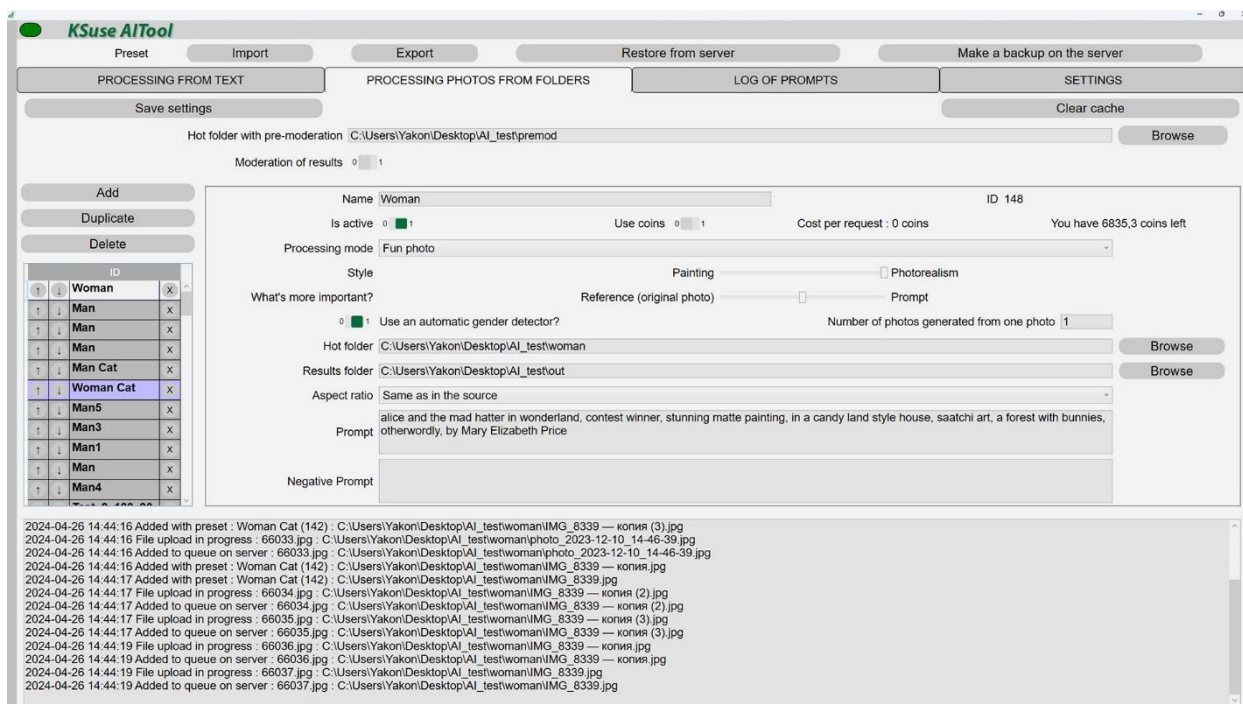 KSuse AITool
Preset Import Export Restore from server Make a backup on the server
PROCESSING FROM TEXT PROCESSING PHOTOS FROM FOLDERS LOG OF PROMPTS SETTINGS
Save settings Clear cache
Hot folder with pre-moderation C:\Users\Yakon\Desktop\AI_test\premod Browse
Moderation of results 0 1
Add
Duplicate
Delete
ID
↑ ↓ Woman x
↑ ↓ Man x
↑ ↓ Man x
↑ ↓ Man x
↑ ↓ Man Cat x
↑ ↓ Woman Cat x
↑ ↓ Man5 x
↑ ↓ Man3 x
↑ ↓ Man1 x
↑ ↓ Man x
↑ ↓ Man4 x
Name Woman ID 148
Is active 0 1 Use coins 0 1 Cost per request : 0 coins You have 6835,3 coins left
Processing mode Fun photo
Style Painting Photorealism
What's more important? Reference (original photo) Prompt
0 1 Use an automatic gender detector? Number of photos generated from one photo 1
Hot folder C:\Users\Yakon\Desktop\AI_test\woman Browse
Results folder C:\Users\Yakon\Desktop\AI_test\out Browse
Aspect ratio Same as in the source
Prompt alice and the mad hatter in wonderland, contest winner, stunning matte painting, in a candy land style house, saatchi art, a forest with bunnies,
otherwordly, by Mary Elizabeth Price
Negative Prompt
2024-04-26 14:44:16 Added with preset : Woman Cat (142) : C:\Users\Yakon\Desktop\AI_test\woman\IMG_8339 — копия (3).jpg
2024-04-26 14:44:16 File upload in progress : 66033.jpg : C:\Users\Yakon\Desktop\AI_test\woman\photo_2023-12-10_14-46-39.jpg
2024-04-26 14:44:16 Added to queue on server : 66033.jpg : C:\Users\Yakon\Desktop\AI_test\woman\photo_2023-12-10_14-46-39.jpg
2024-04-26 14:44:16 Added with preset : Woman Cat (142) : C:\Users\Yakon\Desktop\AI_test\woman\IMG_8339 — копия.jpg
2024-04-26 14:44:17 Added with preset : Woman Cat (142) : C:\Users\Yakon\Desktop\AI_test\woman\IMG_8339.jpg
2024-04-26 14:44:17 File upload in progress : 66034.jpg : C:\Users\Yakon\Desktop\AI_test\woman\IMG_8339 — копия (2).jpg
2024-04-26 14:44:17 Added to queue on server : 66034.jpg : C:\Users\Yakon\Desktop\AI_test\woman\IMG_8339 — копия (2).jpg
2024-04-26 14:44:17 File upload in progress : 66035.jpg : C:\Users\Yakon\Desktop\AI_test\woman\IMG_8339 — копия (3).jpg
2024-04-26 14:44:17 Added to queue on server : 66035.jpg : C:\Users\Yakon\Desktop\AI_test\woman\IMG_8339 — копия (3).jpg
2024-04-26 14:44:19 File upload in progress : 66036.jpg : C:\Users\Yakon\Desktop\AI_test\woman\IMG_8339 — копия.jpg
2024-04-26 14:44:19 Added to queue on server : 66036.jpg : C:\Users\Yakon\Desktop\AI_test\woman\IMG_8339 — копия.jpg
2024-04-26 14:44:19 File upload in progress : 66037.jpg : C:\Users\Yakon\Desktop\AI_test\woman\IMG_8339.jpg
2024-04-26 14:44:19 Added to queue on server : 66037.jpg : C:\Users\Yakon\Desktop\AI_test\woman\IMG_8339.jpg